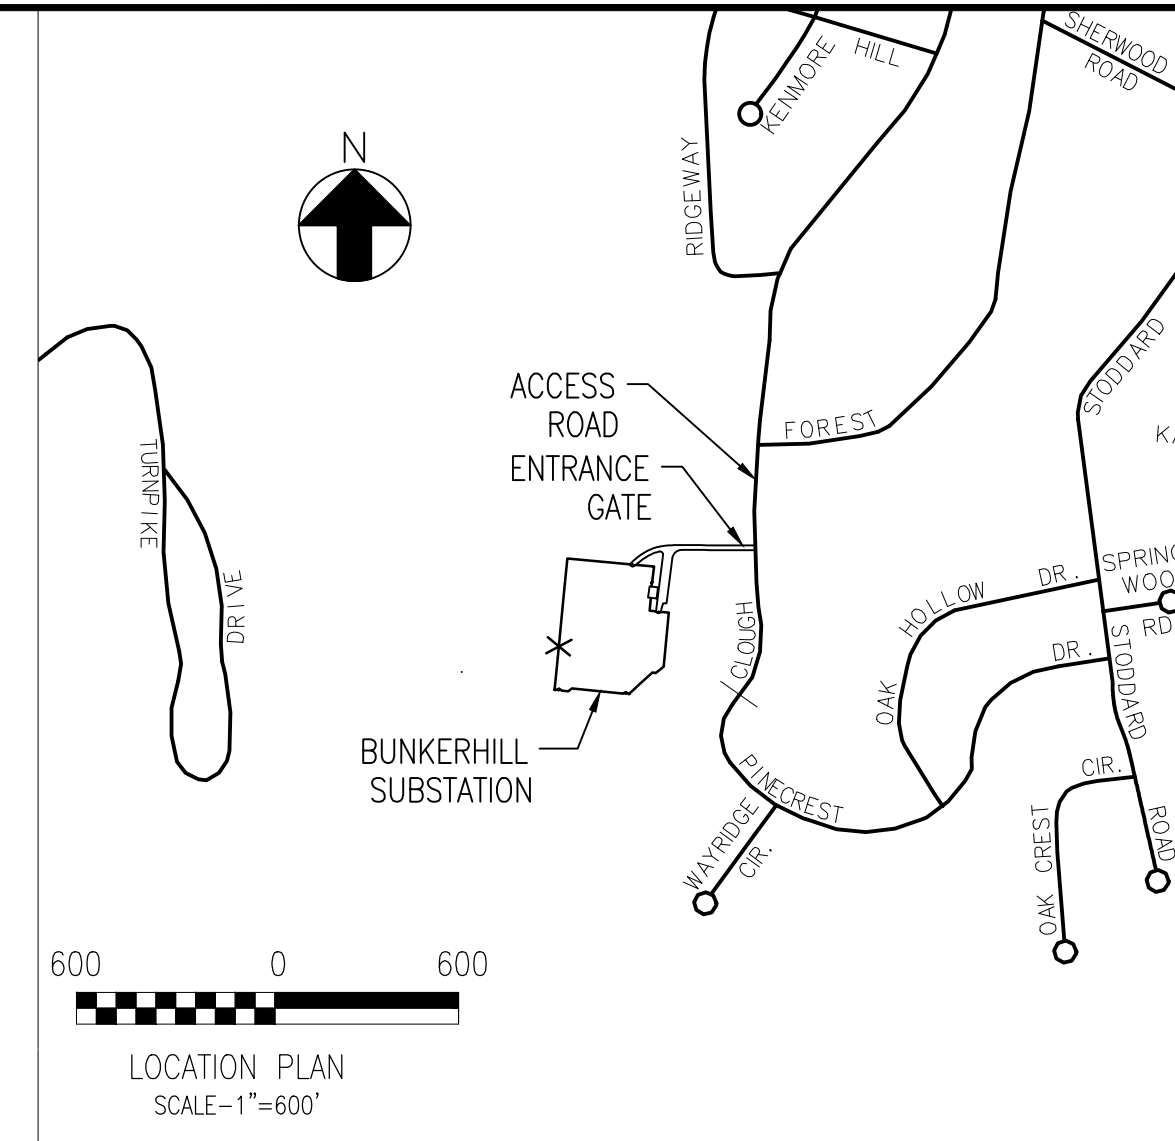 SHERWOOD
ROAD
HILL
KENMORE
N
RIDGEWAY
STODDARD
ACCESS
ROAD
FOREST
ENTRANCE
GATE
TURNPIKE
DRIVE
SPRING
WOO
DR.
HOLLOW
OAK
RD
DR.
STODDARD
CLOUGH
BUNKERHILL
SUBSTATION
PINECREST
CIR.
WAYRIDGE
CIR.
OAK CREST
ROAD
600 0 600
LOCATION PLAN
SCALE-1"=600'